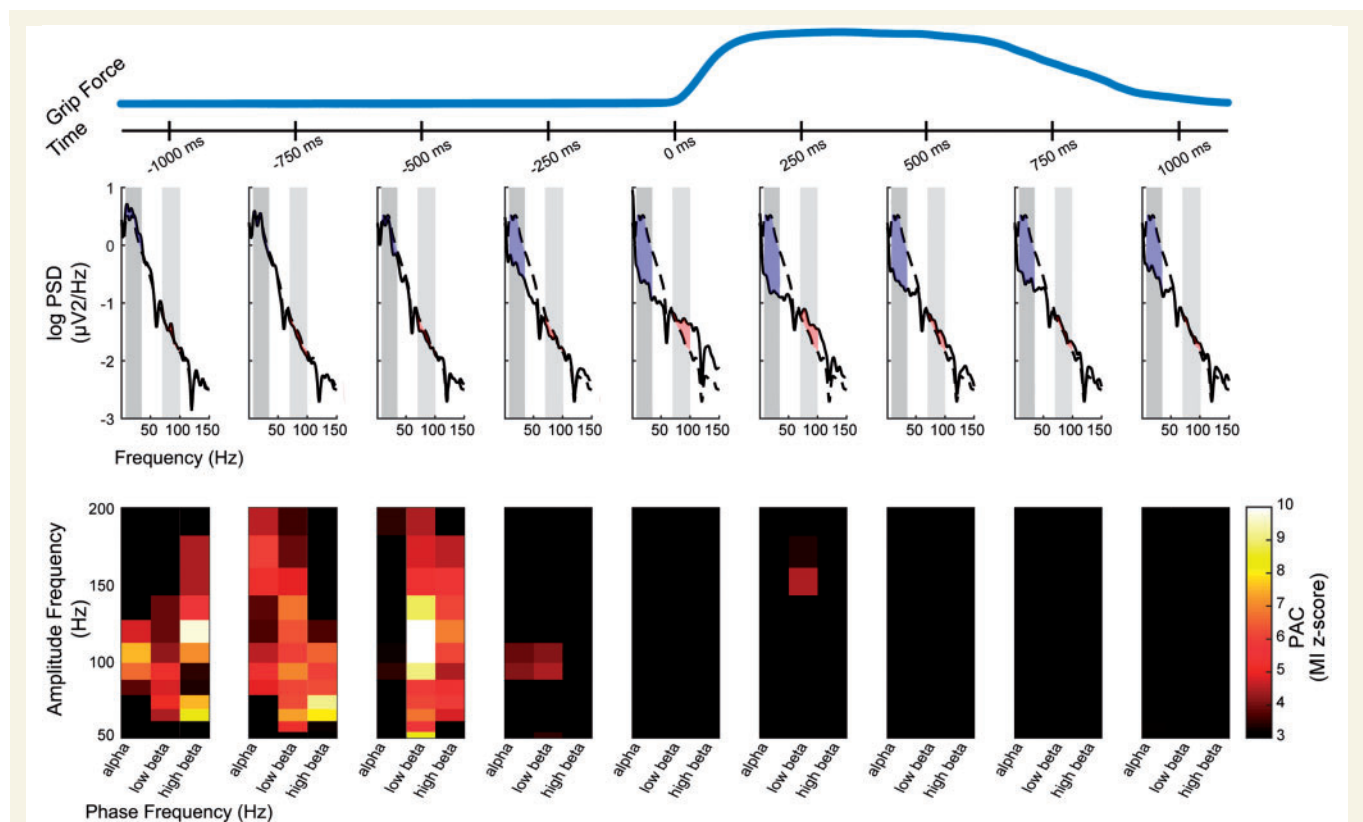 Grip Force
Time
-1000 ms
-750 ms
-500 ms
-250 ms
0 ms
250 ms
500 ms
750 ms
1000 ms
log PSD
(µV2/Hz)
1
0
-1
-2
-3
50 100 150
50 100 150
50 100 150
50 100 150
50 100 150
50 100 150
50 100 150
50 100 150
50 100 150
Frequency (Hz)
Amplitude Frequency
(Hz)
200
150
100
50
alpha
low beta
high beta
alpha
low beta
high beta
alpha
low beta
high beta
alpha
low beta
high beta
alpha
low beta
high beta
alpha
low beta
high beta
alpha
low beta
high beta
alpha
low beta
high beta
alpha
low beta
high beta
Phase Frequency (Hz)
10
9
8
7
6
5
4
3
PAC
(MI z-score)